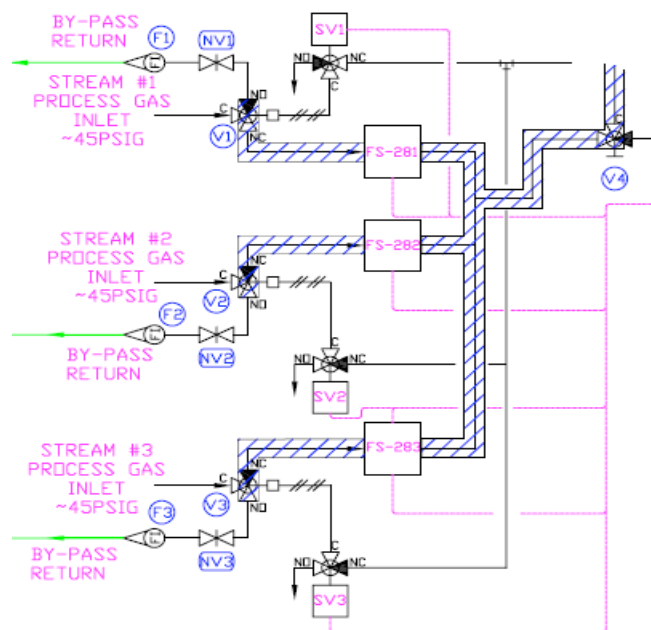 BY-PASS
RETURN
F1
NV1
SV1
FI
NO
NC
STREAM #1
PROCESS GAS
INLET
~45PSIG
C
NO
C
V1
NC
FS-281
C
V4
STREAM #2
PROCESS GAS
INLET
~45PSIG
NC
FS-282
C
V2
NO
F2
FI
NV2
BY-PASS
RETURN
C
NO
NC
SV2
STREAM #3
PROCESS GAS
INLET
~45PSIG
NC
FS-283
C
V3
NO
F3
FI
NV3
BY-PASS
RETURN
C
NO
NC
SV3